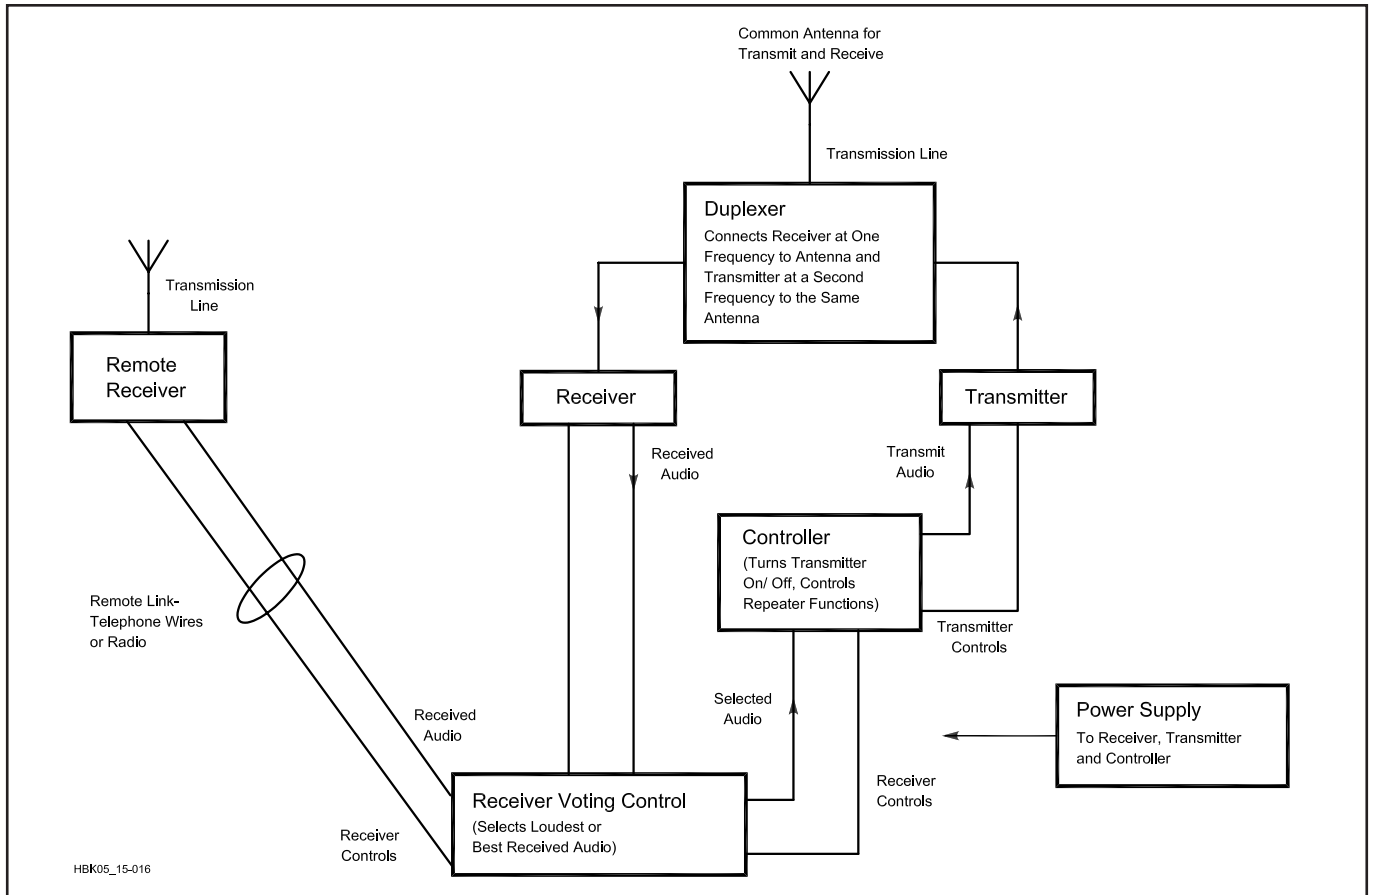 Common Antenna for
Transmit and Receive
Transmission Line
Duplexer
Connects Receiver at One
Frequency to Antenna and
Transmitter at a Second
Frequency to the Same
Antenna
Transmission
Line
Remote
Receiver
Receiver
Transmitter
Received
Audio
Transmit
Audio
Controller
(Turns Transmitter
On/ Off, Controls
Repeater Functions)
Remote Link-
Telephone Wires
or Radio
Transmitter
Controls
Selected
Audio
Power Supply
To Receiver, Transmitter
and Controller
Received
Audio
Receiver
Controls
Receiver Voting Control
(Selects Loudest or
Best Received Audio)
Receiver
Controls
HBK05_15-016